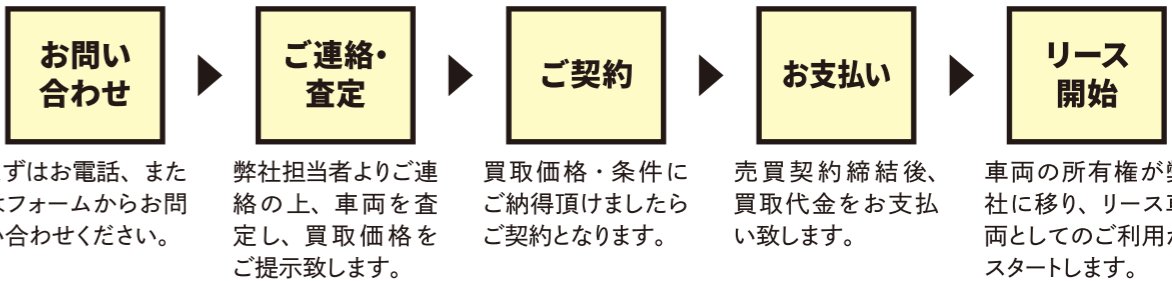 お問い
合わせ
ご連絡・
査定
ご契約
お支払い
リース
開始
ずはお電話、また
フォームからお問
合わせください。
弊社担当者よりご連
絡の上、車両を査
定し、買取価格を
ご提示致します。
買取価格・条件に
ご納得頂けましたら
ご契約となります。
売買契約締結後、
買取代金をお支払
い致します。
車両の所有権が
社に移り、リース車
両としてのご利用が
スタートします。